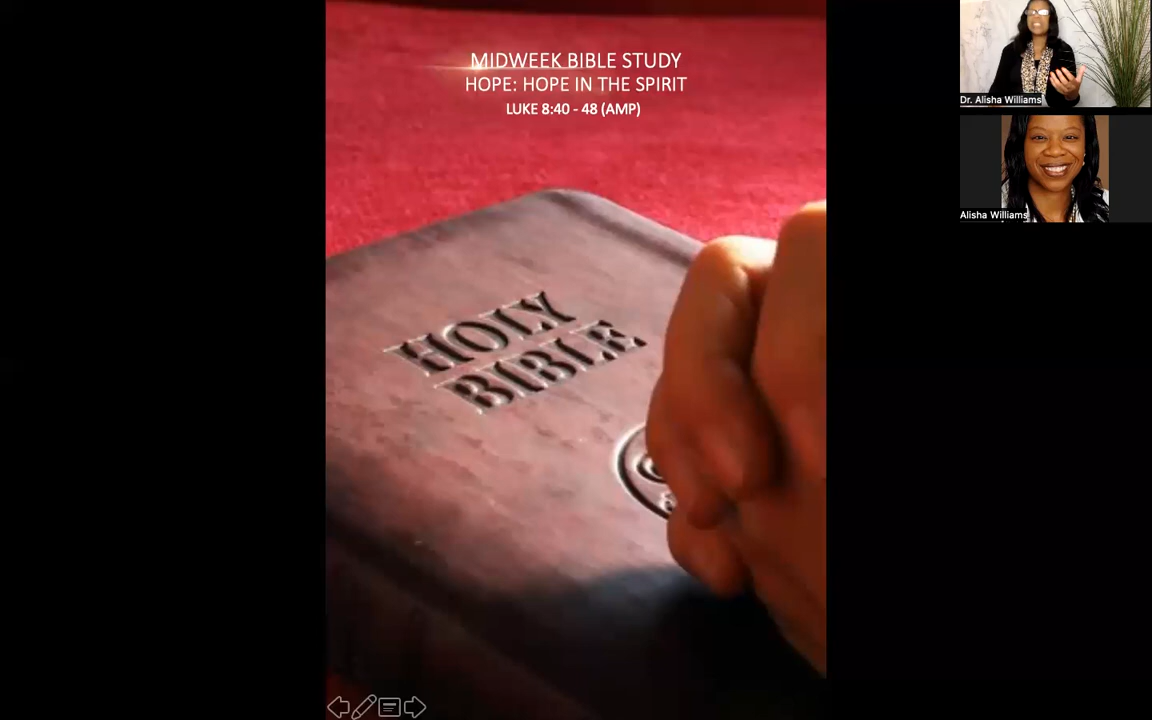 MIDWEEK BIBLE STUDY
HOPE: HOPE IN THE SPIRIT
LUKE 8:40 - 48 (AMP)
HOLY
BIBLE
Dr. Alisha Williams
Alisha Williams